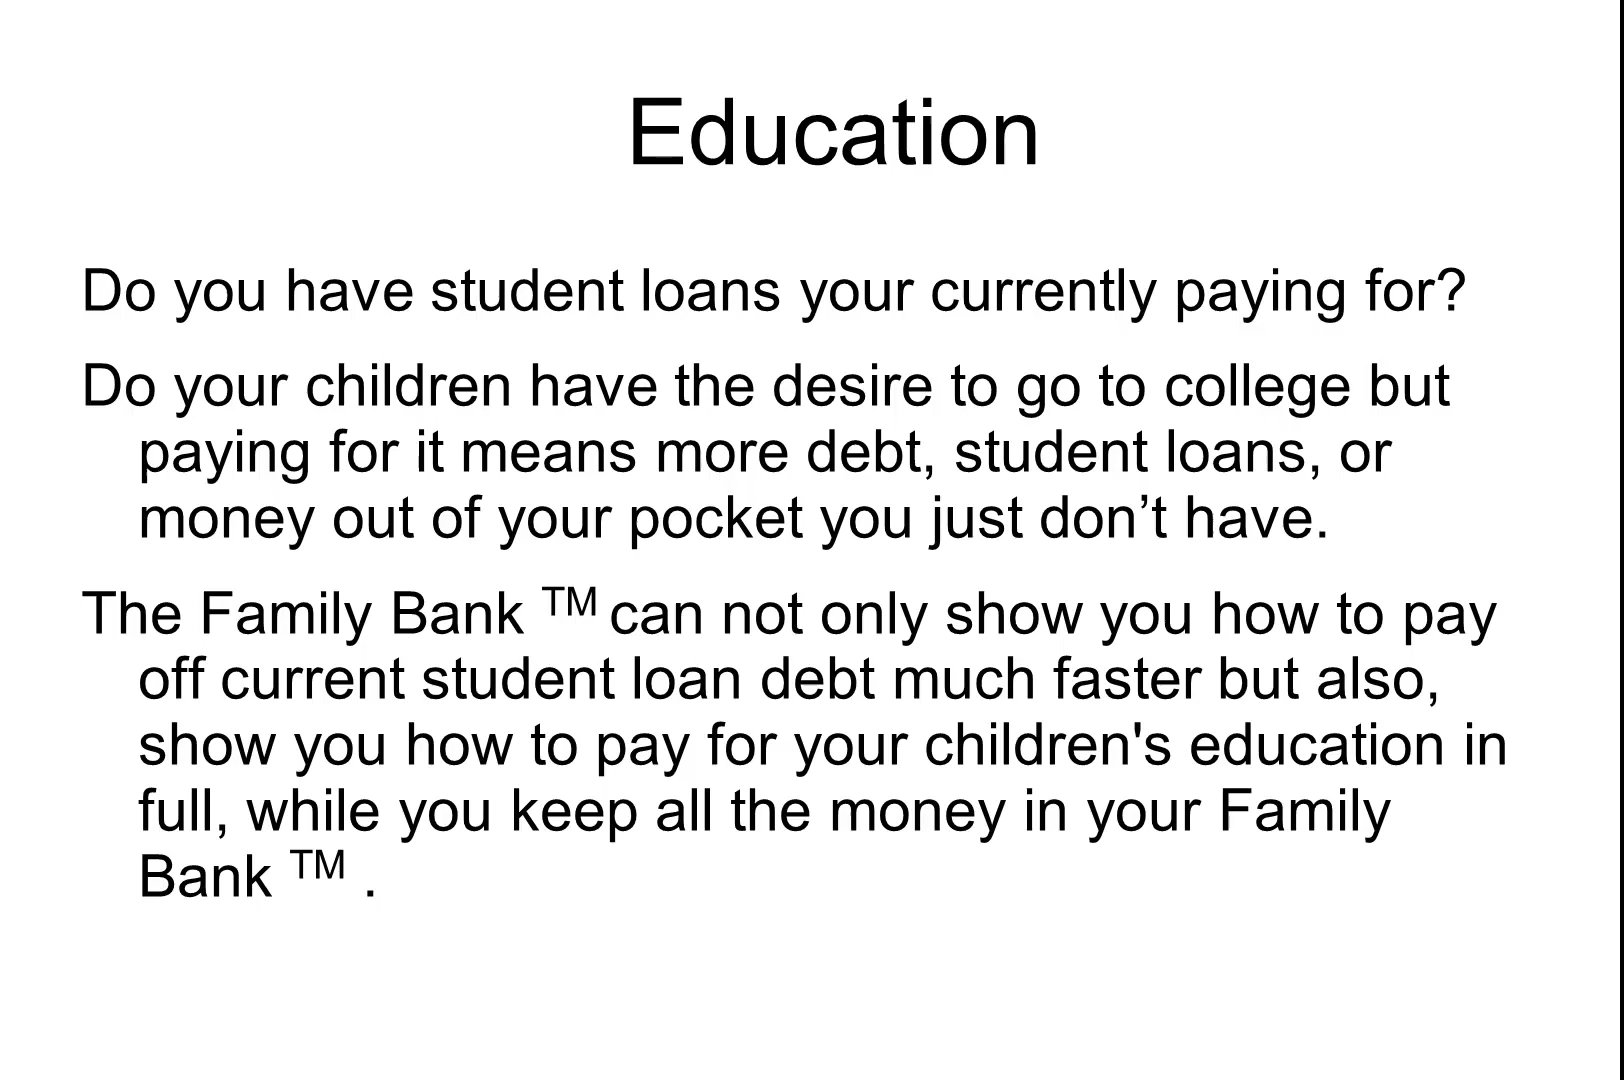 Education
Do you have student loans your currently paying for?
Do your children have the desire to go to college but
paying for it means more debt, student loans, or
money out of your pocket you just don’t have.
The Family Bank TM can not only show you how to pay
off current student loan debt much faster but also,
show you how to pay for your children's education in
full, while you keep all the money in your Family
Bank TM .